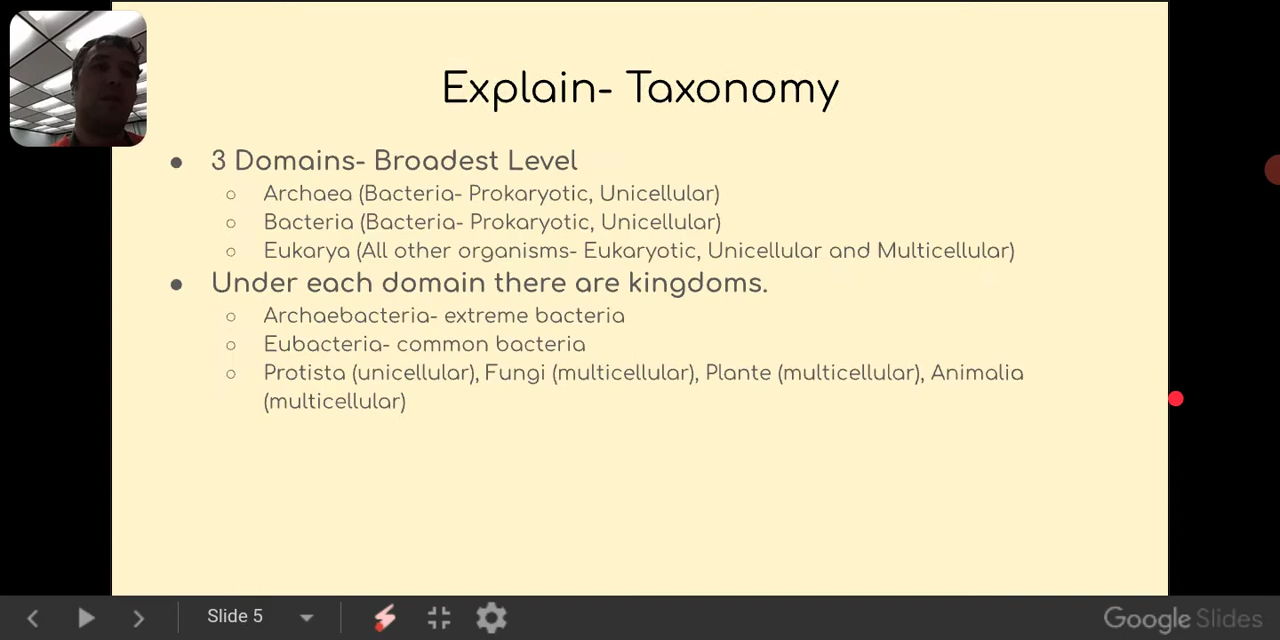 Explain- Taxonomy
● 3 Domains- Broadest Level
○ Archaea (Bacteria- Prokaryotic, Unicellular)
○ Bacteria (Bacteria- Prokaryotic, Unicellular)
○ Eukarya (All other organisms- Eukaryotic, Unicellular and Multicellular)
● Under each domain there are kingdoms.
○ Archaebacteria- extreme bacteria
○ Eubacteria- common bacteria
○ Protista (unicellular), Fungi (multicellular), Plante (multicellular), Animalia
(multicellular)
Slide 5
Google Slides